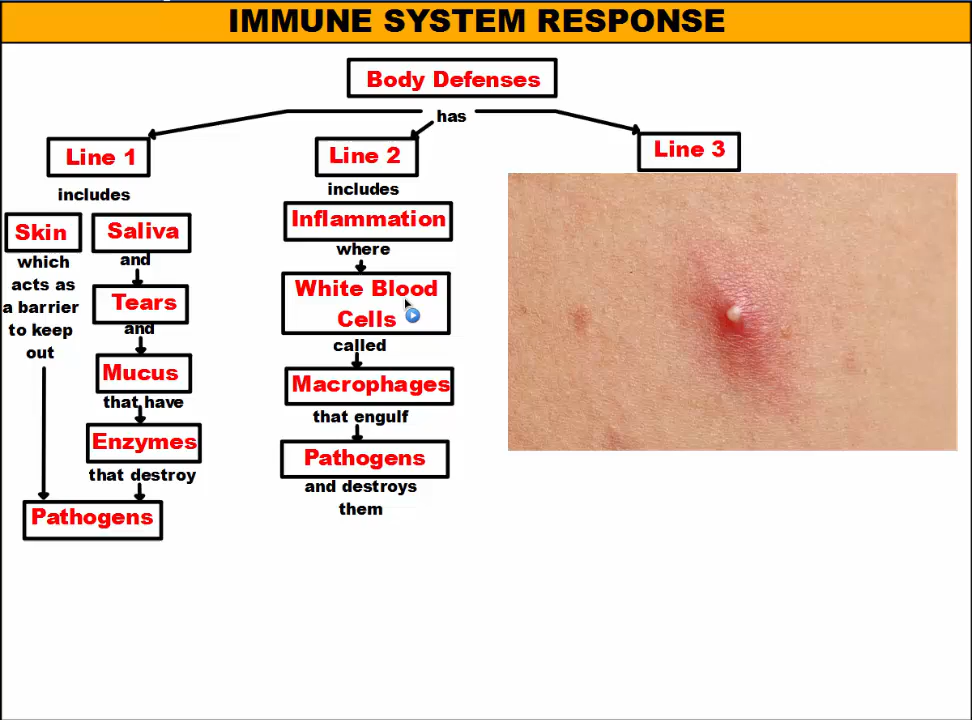 IMMUNE SYSTEM RESPONSE
Body Defenses
has
Line 1
includes
Skin
which
acts as
a barrier
to keep
out
Saliva
and
Tears
and
Mucus
that have
Enzymes
that destroy
Pathogens
Line 2
includes
Inflammation
where
White Blood
Cells
called
Macrophages
that engulf
Pathogens
and destroys
them
Line 3